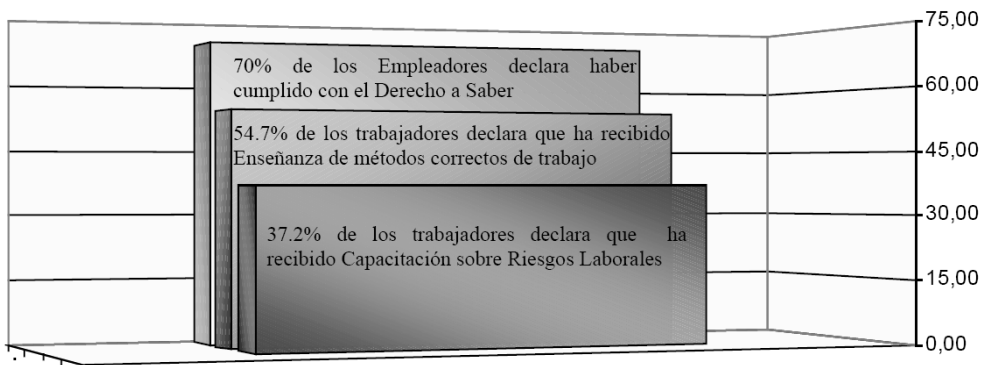 75,00
70% de los Empleadores declara haber
cumplido con el Derecho a Saber
60,00
54.7% de los trabajadores declara que ha recibido
Enseñanza de métodos correctos de trabajo
45,00
30,00
37.2% de los trabajadores declara que ha
recibido Capacitación sobre Riesgos Laborales
15,00
0,00